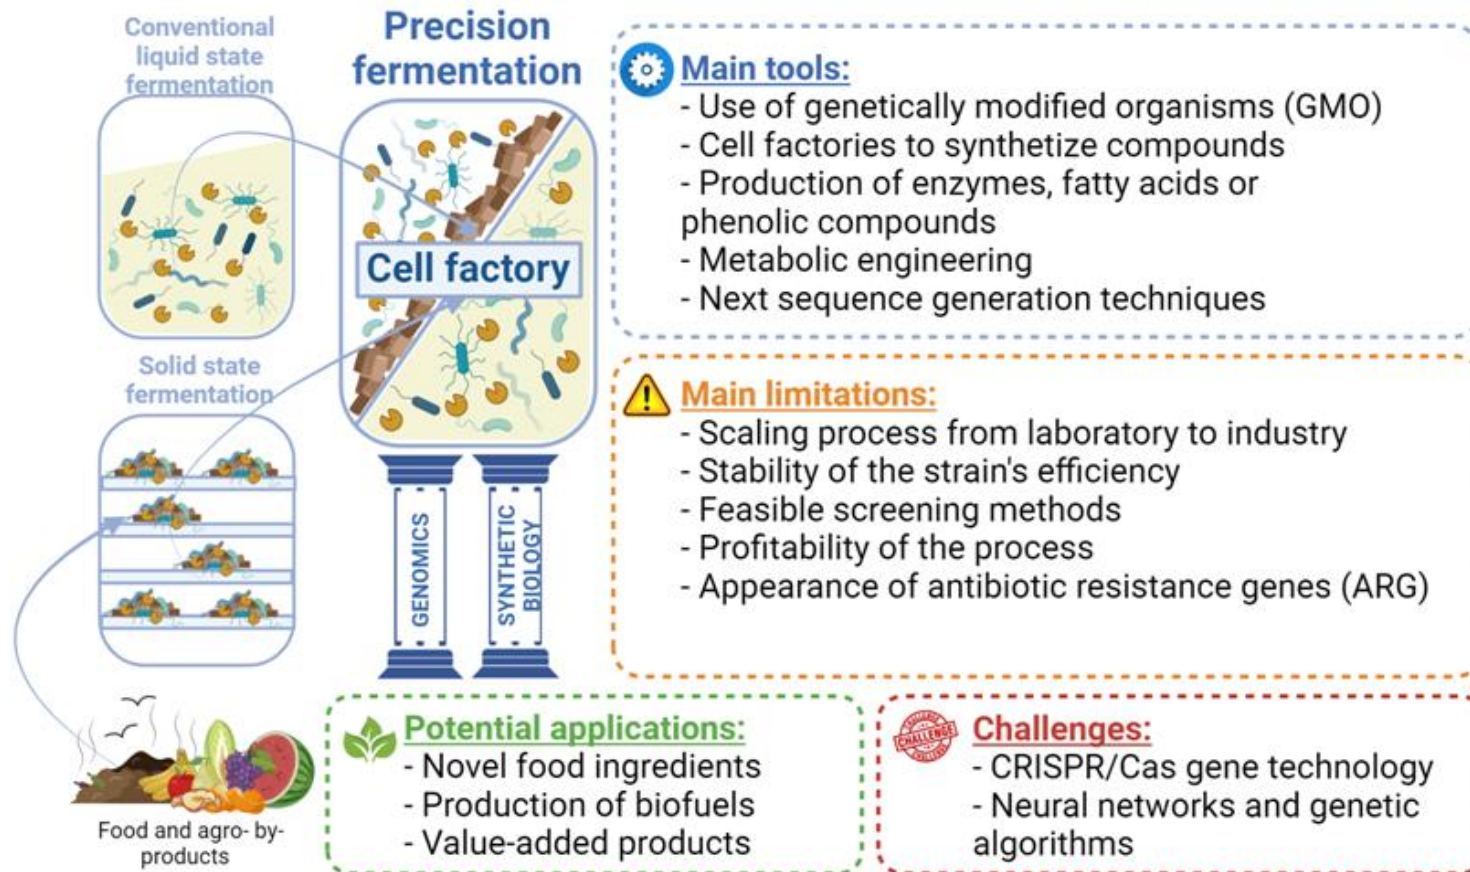 Conventional
liquid state
fermentation
Precision
fermentation
Cell factory
Solid state
fermentation
GENOMICS
SYNTHETIC
BIOLOGY
Food and agro- by-
products
Main tools:
- Use of genetically modified organisms (GMO)
- Cell factories to synthetize compounds
- Production of enzymes, fatty acids or
phenolic compounds
- Metabolic engineering
- Next sequence generation techniques
Main limitations:
- Scaling process from laboratory to industry
- Stability of the strain's efficiency
- Feasible screening methods
- Profitability of the process
- Appearance of antibiotic resistance genes (ARG)
Potential applications:
- Novel food ingredients
- Production of biofuels
- Value-added products
CHALLENGE
Challenges:
- CRISPR/Cas gene technology
- Neural networks and genetic
algorithms